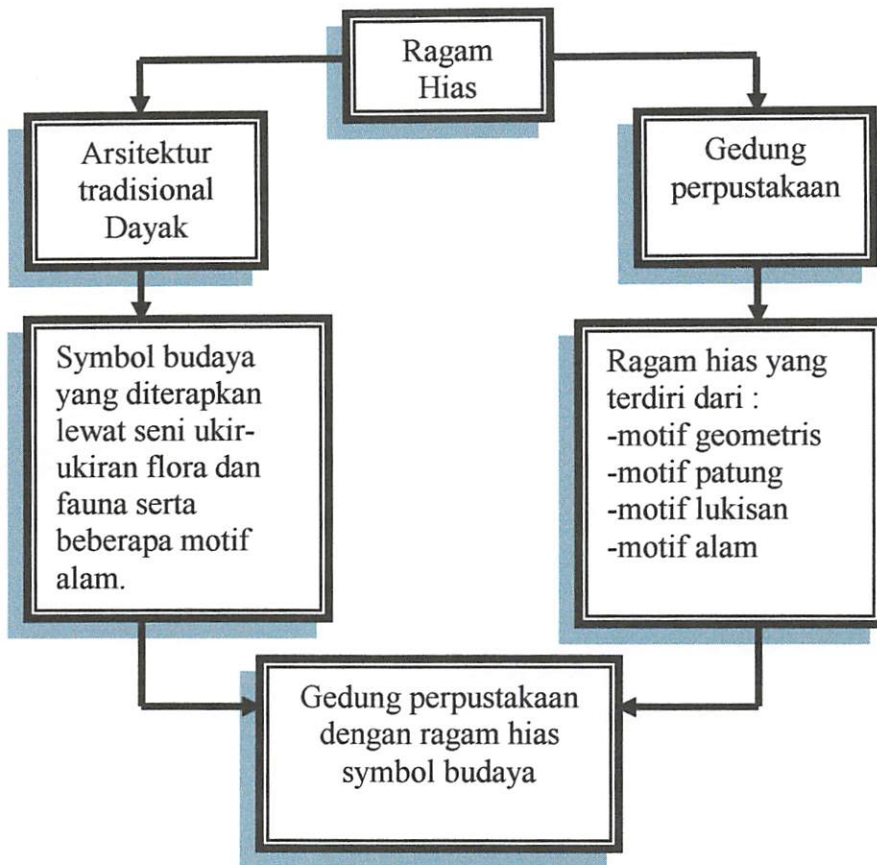 Ragam
Hias
Arsitektur
tradisional
Dayak
Gedung
perpustakaan
Symbol budaya
yang diterapkan
lewat seni ukir-
ukiran flora dan
fauna serta
beberapa motif
alam.
Ragam hias yang
terdiri dari :
-motif geometris
-motif patung
-motif lukisan
-motif alam
Gedung perpustakaan
dengan ragam hias
symbol budaya